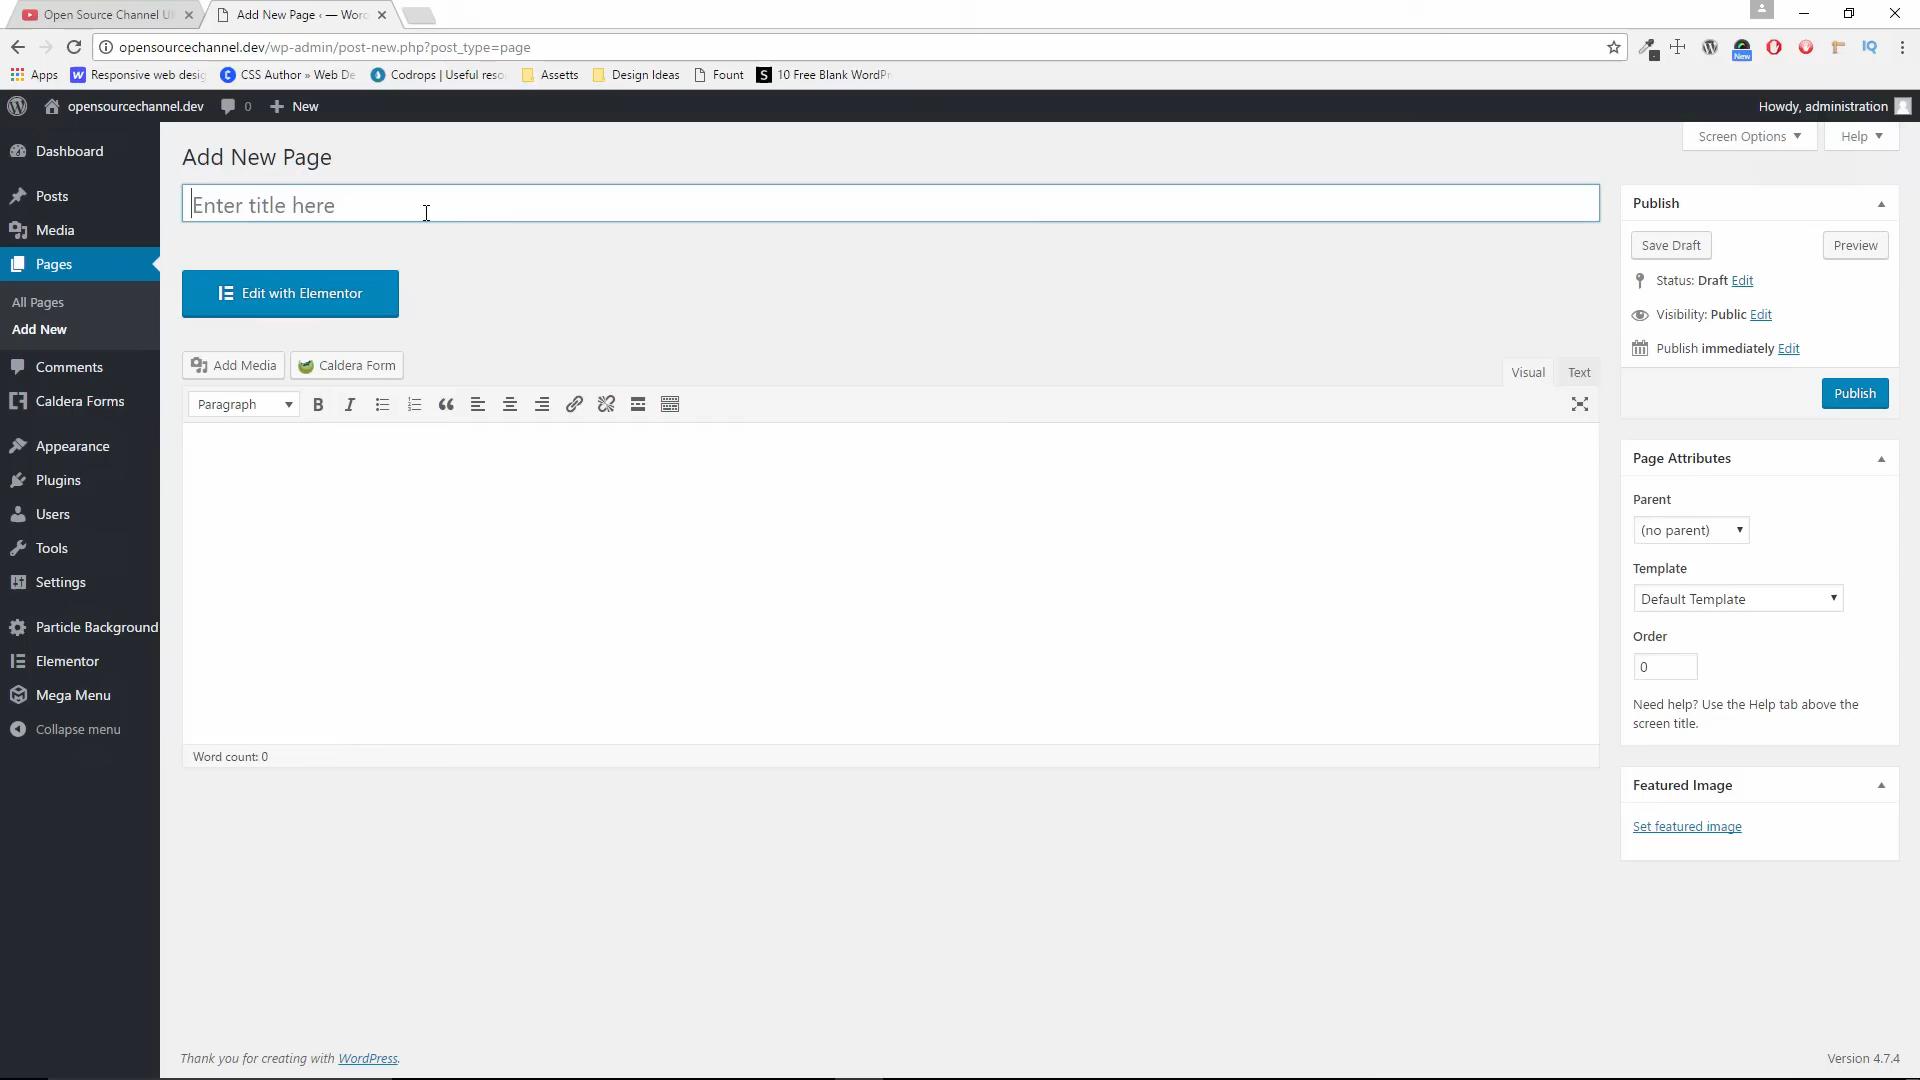 Open Source Channel U
Add New Page ‹ — Wor
opensourcechannel.dev/wp-admin/post-new.php?post_type=page
Apps
Responsive web desig
CSS Author » Web De
Codrops | Useful reso
Assetts
Design Ideas
Fount
10 Free Blank WordPr
New
opensourcechannel.dev
0
New
Howdy, administration
Screen Options
Help
Dashboard
Posts
Media
Pages
All Pages
Add New
Comments
Caldera Forms
Appearance
Plugins
Users
Tools
Settings
Particle Background
Elementor
Mega Menu
Collapse menu
Add New Page
Enter title here
Edit with Elementor
Add Media
Caldera Form
Visual
Text
Paragraph
B
I
Word count: 0
Publish
Save Draft
Preview
Status: Draft Edit
Visibility: Public Edit
Publish immediately Edit
Publish
Page Attributes
Parent
(no parent)
Template
Default Template
Order
0
Need help? Use the Help tab above the
screen title.
Featured Image
Set featured image
Thank you for creating with WordPress.
Version 4.7.4